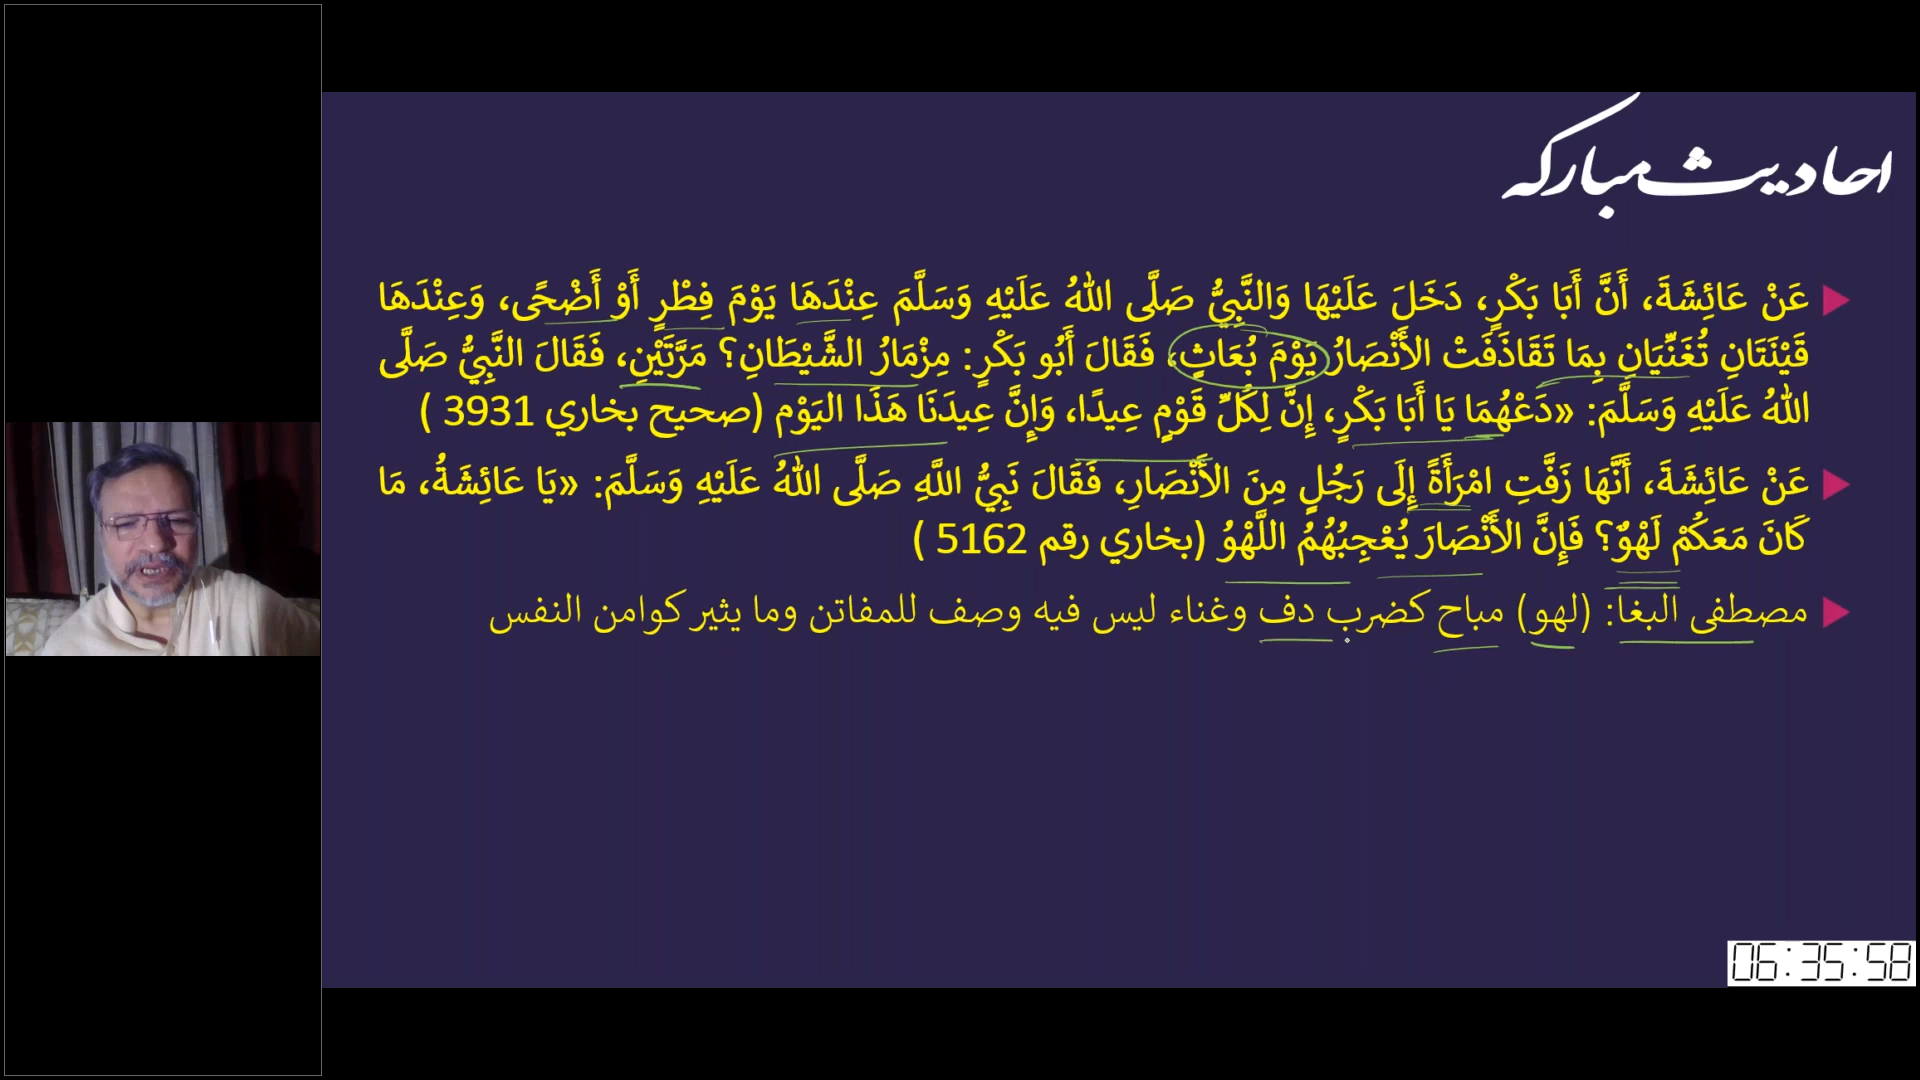 احادیث مبارکہ
عَنْ عَائِشَةَ، أَنَّ أَبَا بَكْرٍ، دَخَلَ عَلَيْهَا وَالنَّبِيُّ صَلَّى اللهُ عَلَيْهِ وَسَلَّمَ عِنْدَهَا يَوْمَ فِطْرٍ أَوْ أَضْحًى، وَعِنْدَهَا
قَيْنَتَانِ تُغَنِّيَانِ بِمَا تَقَاذَفَتْ الأَنْصَارُ يَوْمَ بُعَاثٍ، فَقَالَ أَبُو بَكْرٍ: مِزْمَارُ الشَّيْطَانِ؟ مَرَّتَيْنِ، فَقَالَ النَّبِيُّ صَلَّى
اللهُ عَلَيْهِ وَسَلَّمَ: «دَعْهُمَا يَا أَبَا بَكْرٍ، إِنَّ لِكُلِّ قَوْمٍ عِيدًا، وَإِنَّ عِيدَنَا هَذَا اليَوْم (صحيح بخاري 3931 )
عَنْ عَائِشَةَ، أَنَّهَا زَفَّتِ امْرَأَةً إِلَى رَجُلٍ مِنَ الأَنْصَارِ، فَقَالَ نَبِيُّ اللَّهِ صَلَّى اللهُ عَلَيْهِ وَسَلَّمَ: «يَا عَائِشَةُ، مَا
كَانَ مَعَكُمْ لَهْوٌ؟ فَإِنَّ الأَنْصَارَ يُعْجِبُهُمُ اللَّهْوُ (بخاري رقم 5162 )
مصطفى البغا: (لهو) مباح كضرب دف وغناء ليس فيه وصف للمفاتن وما يثير كوامن النفس
06:35:58